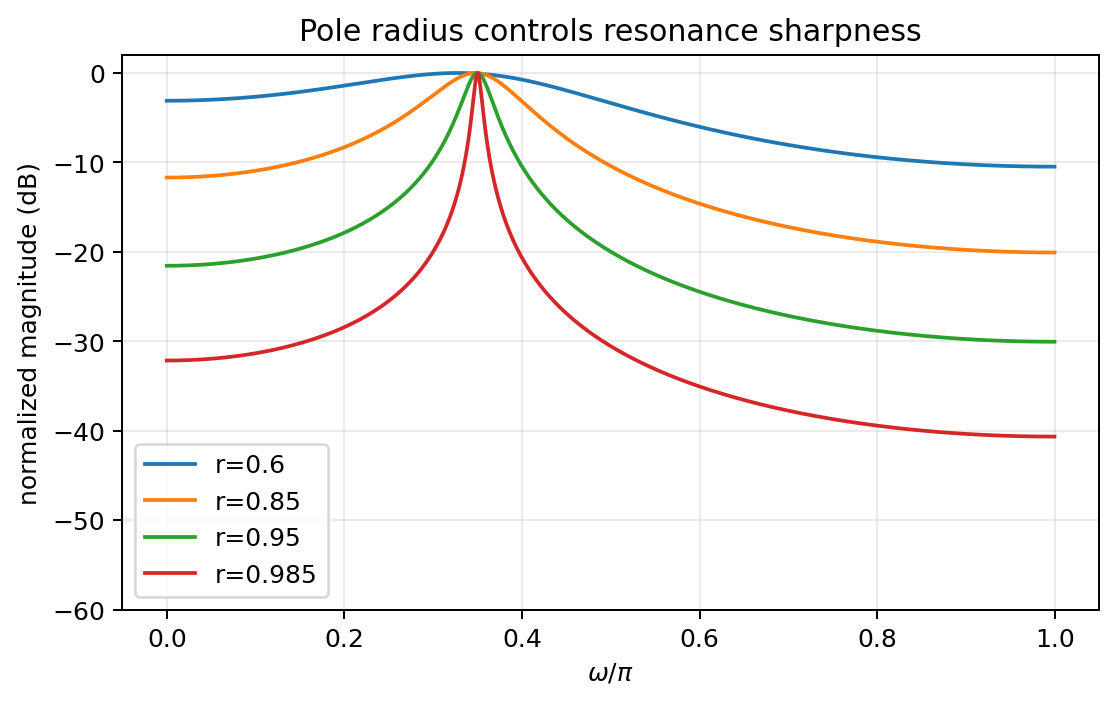 Pole radius controls resonance sharpness
normalized magnitude (dB)
0
−10
−20
−30
−40
−50
−60
r=0.6
r=0.85
r=0.95
r=0.985
0.0 0.2 0.4 0.6 0.8 1.0
ω/π